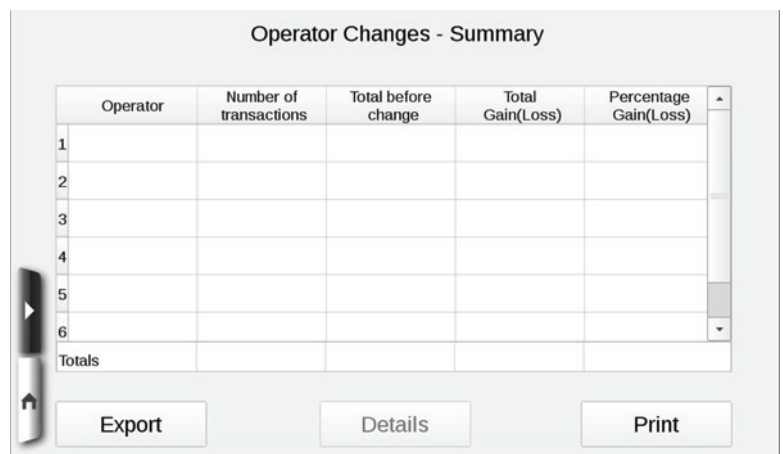 Operator Changes - Summary
Operator Number of transactions Total before change Total Gain(Loss) Percentage Gain(Loss)
1
2
3
4
5
6
Totals
Export Details Print